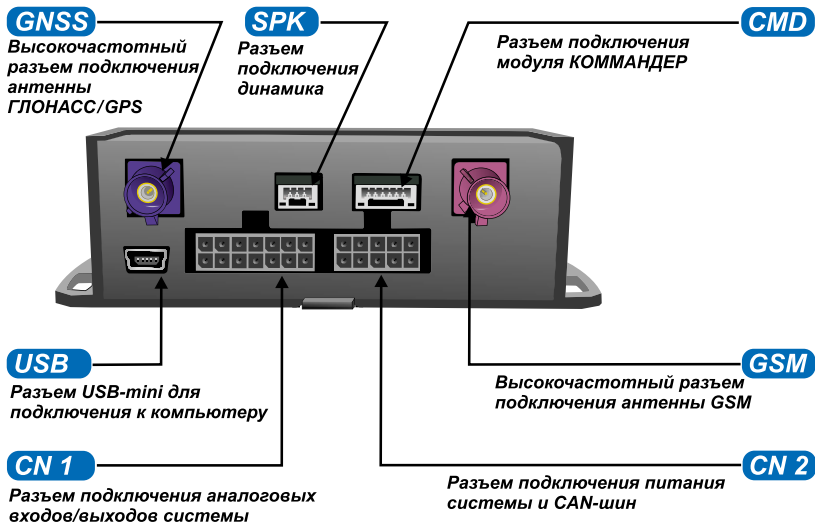 GNSS
Высокочастотный
разъем подключения
антенны
ГЛОНАСС/GPS
SPK
Разъем
подключения
динамика
CMD
Разъем подключения
модуля КОММАНДЕР
USB
Разъем USB-mini для
подключения к компьютеру
GSM
Высокочастотный разъем
подключения антенны GSM
CN 1
Разъем подключения аналоговых
входов/выходов системы
CN 2
Разъем подключения питания
системы и CAN-шин